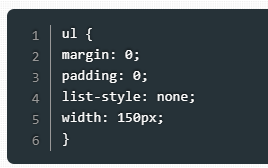 1 ul {
2 margin: 0;
3 padding: 0;
4 list-style: none;
5 width: 150px;
6 }